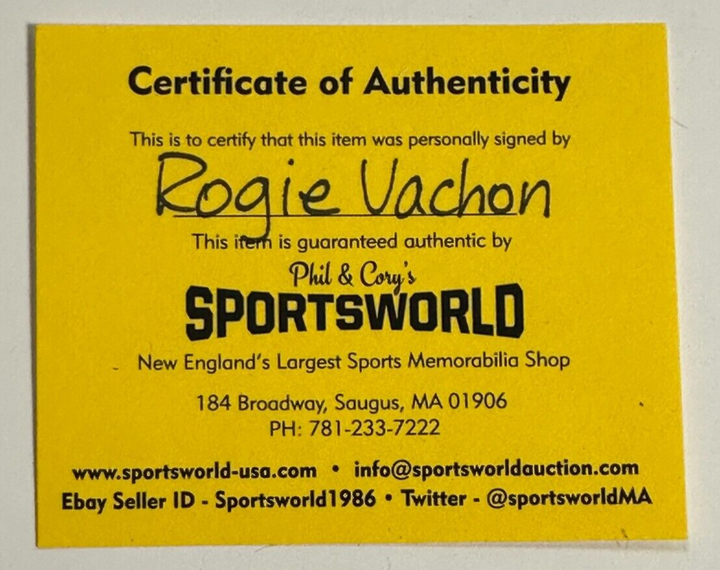 Certificate of Authenticity
This is to certify that this item was personally signed by
Rogie Vachon
This item is guaranteed authentic by
Phil & Cory's
SPORTSWORLD
New England's Largest Sports Memorabilia Shop
184 Broadway, Saugus, MA 01906
PH: 781-233-7222
www.sportsworld-usa.com • info@sportsworldauction.com
Ebay Seller ID - Sportsworld1986 • Twitter - @sportsworldMA